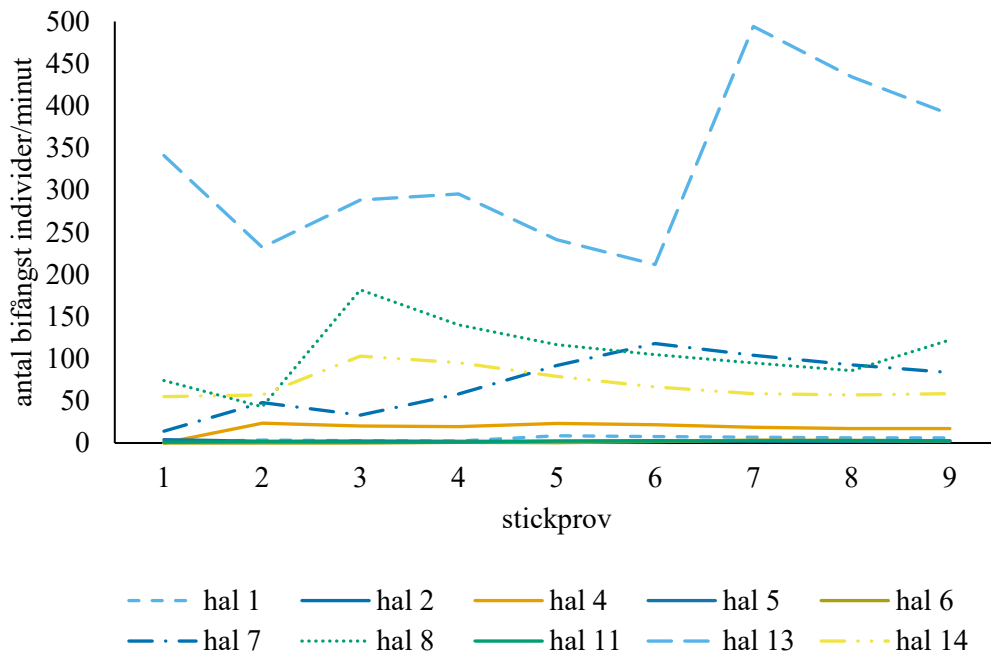 antal bifångst individer/minut
500
450
400
350
300
250
200
150
100
50
0
1 2 3 4 5 6 7 8 9
stickprov
hal 1 hal 2 hal 4 hal 5 hal 6
hal 7 hal 8 hal 11 hal 13 hal 14